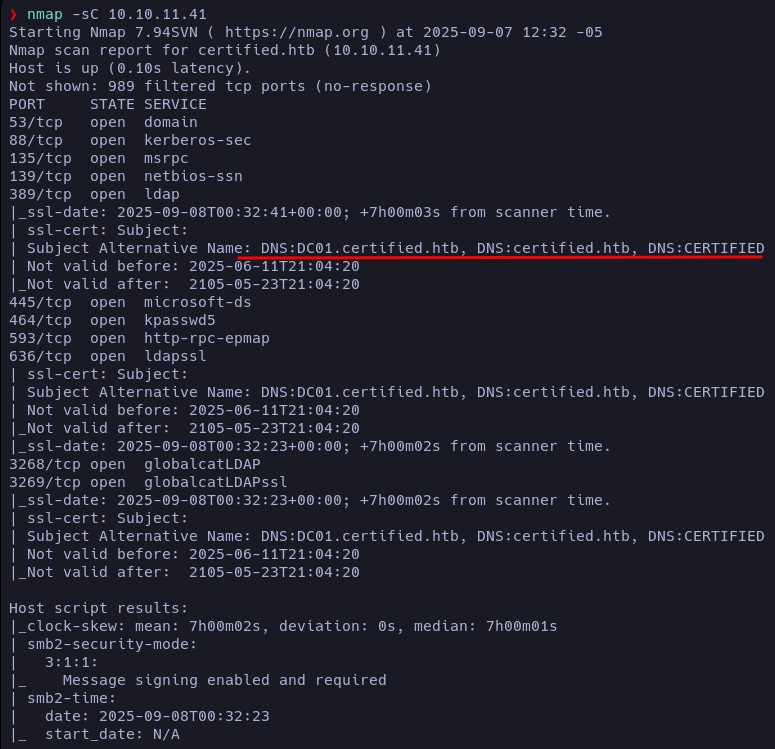 ❯ nmap -sC 10.10.11.41
Starting Nmap 7.94SVN ( https://nmap.org ) at 2025-09-07 12:32 -05
Nmap scan report for certified.htb (10.10.11.41)
Host is up (0.10s latency).
Not shown: 989 filtered tcp ports (no-response)
PORT     STATE SERVICE
53/tcp   open  domain
88/tcp   open  kerberos-sec
135/tcp  open  msrpc
139/tcp  open  netbios-ssn
389/tcp  open  ldap
|_ssl-date: 2025-09-08T00:32:41+00:00; +7h00m03s from scanner time.
| ssl-cert: Subject:
| Subject Alternative Name: DNS:DC01.certified.htb, DNS:certified.htb, DNS:CERTIFIED
| Not valid before: 2025-06-11T21:04:20
|_Not valid after:  2105-05-23T21:04:20
445/tcp  open  microsoft-ds
464/tcp  open  kpasswd5
593/tcp  open  http-rpc-epmap
636/tcp  open  ldapssl
| ssl-cert: Subject:
| Subject Alternative Name: DNS:DC01.certified.htb, DNS:certified.htb, DNS:CERTIFIED
| Not valid before: 2025-06-11T21:04:20
|_Not valid after:  2105-05-23T21:04:20
|_ssl-date: 2025-09-08T00:32:23+00:00; +7h00m02s from scanner time.
3268/tcp open  globalcatLDAP
3269/tcp open  globalcatLDAPssl
|_ssl-date: 2025-09-08T00:32:23+00:00; +7h00m02s from scanner time.
| ssl-cert: Subject:
| Subject Alternative Name: DNS:DC01.certified.htb, DNS:certified.htb, DNS:CERTIFIED
| Not valid before: 2025-06-11T21:04:20
|_Not valid after:  2105-05-23T21:04:20

Host script results:
|_clock-skew: mean: 7h00m02s, deviation: 0s, median: 7h00m01s
| smb2-security-mode:
|   3:1:1:
|_    Message signing enabled and required
| smb2-time:
|   date: 2025-09-08T00:32:23
|_  start_date: N/A